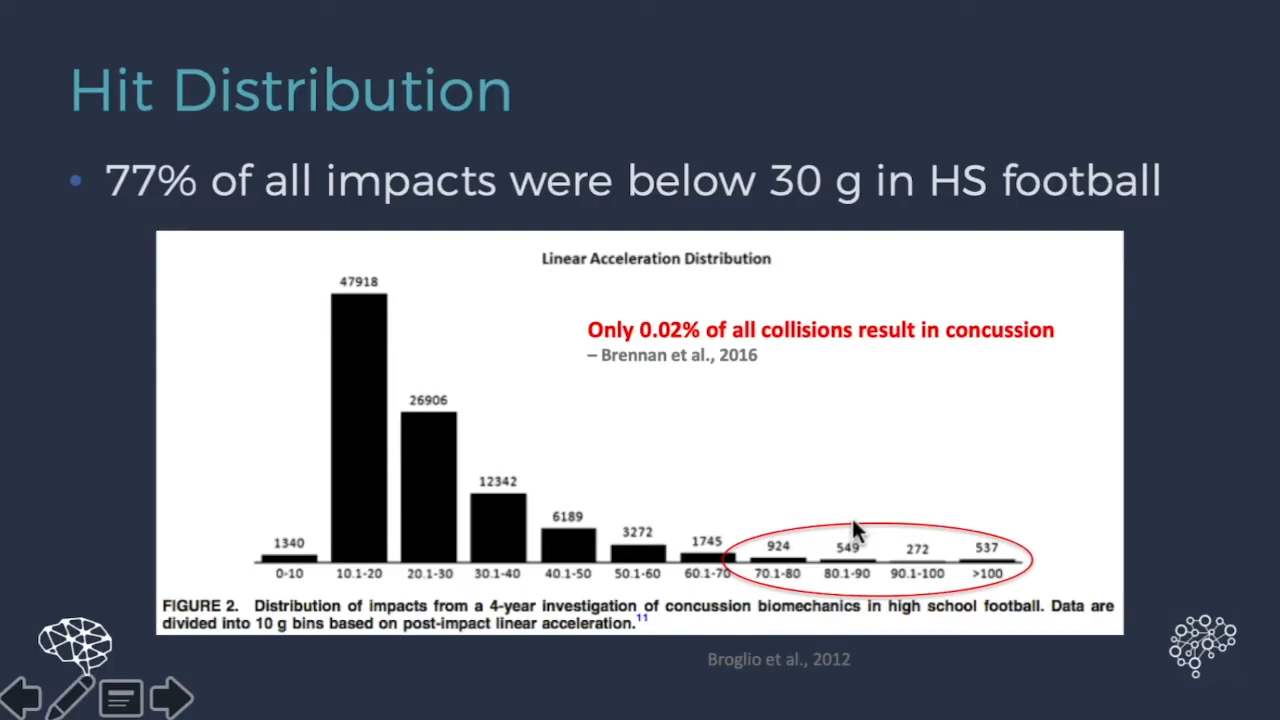 Hit Distribution
• 77% of all impacts were below 30 g in HS football
Linear Acceleration Distribution
47918
Only 0.02% of all collisions result in concussion
– Brennan et al., 2016
26906
12342
6189
3272
1745
1340
924
549
272
537
0-10 10.1-20 20.1-30 30.1-40 40.1-50 50.1-60 60.1-70 70.1-80 80.1-90 90.1-100 >100
FIGURE 2. Distribution of impacts from a 4-year investigation of concussion biomechanics in high school football. Data are
divided into 10 g bins based on post-impact linear acceleration.11
Broglio et al., 2012